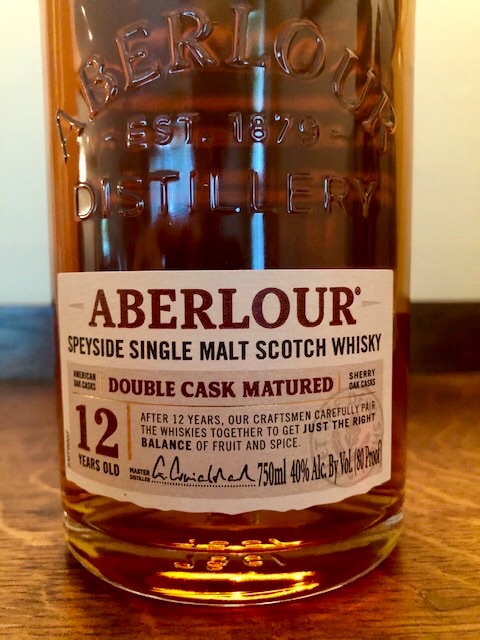 ABERLOUR
EST. 1879
DISTILLERY
ABERLOUR®
SPEYSIDE SINGLE MALT SCOTCH WHISKY
AMERICAN
OAK CASKS
DOUBLE CASK MATURED
SHERRY
OAK CASKS
12
YEARS OLD
AFTER 12 YEARS, OUR CRAFTSMEN CAREFULLY PAIR
THE WHISKIES TOGETHER TO GET JUST THE RIGHT
BALANCE OF FRUIT AND SPICE.
MASTER
DISTILLER
750ml 40% Alc. By Vol. (80 Proof)